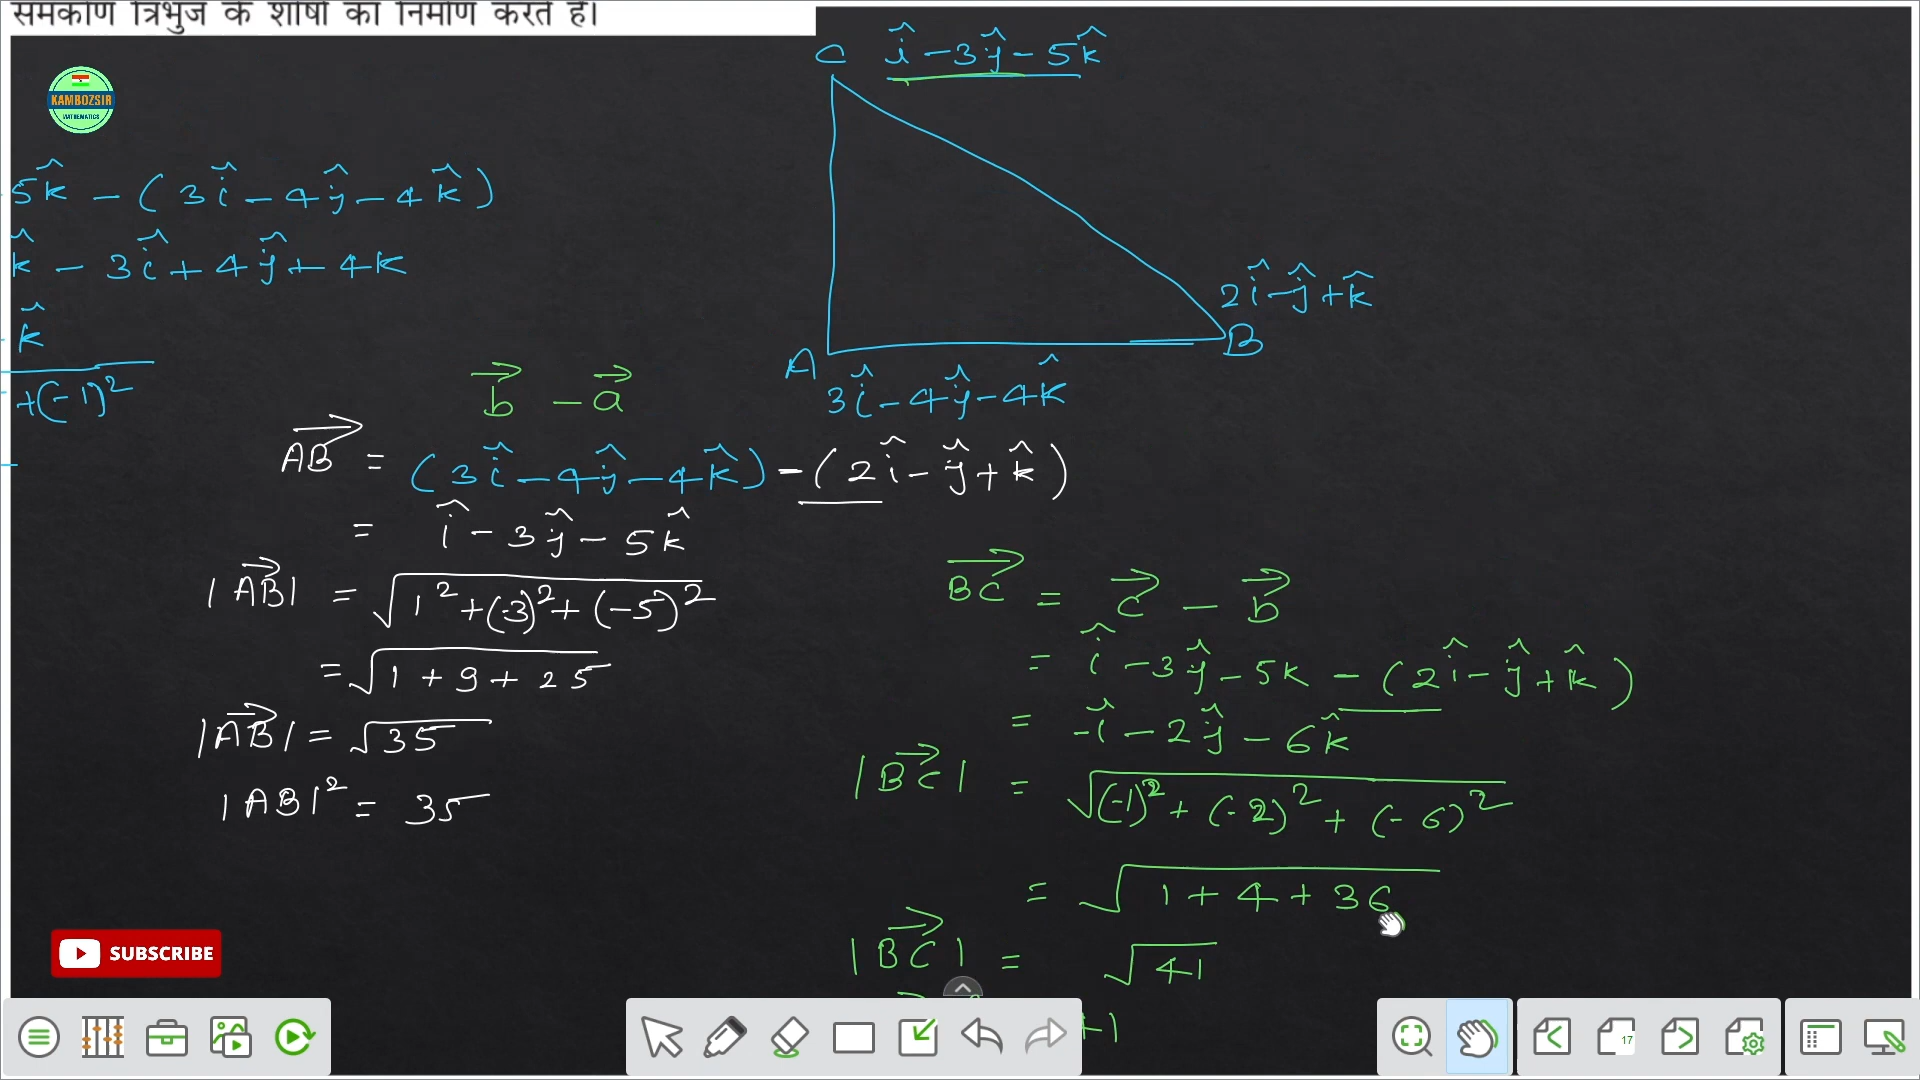 समकोण त्रिभुज के शीर्षों का निर्माण करते हैं।
KAMBOZSIR
MATHEMATICS
C î − 3ĵ − 5k̂
5k̂ − (3î − 4ĵ − 4k̂)
k̂ − 3î + 4ĵ + 4k
k̂
+(−1)²
2î − ĵ + k̂
B
A
3î − 4ĵ − 4k̂
b⃗ − a⃗
AB⃗ = (3î − 4ĵ − 4k̂) − (2î − ĵ + k̂)
= î − 3ĵ − 5k̂
|AB⃗| = √(1² + (−3)² + (−5)²)
= √(1 + 9 + 25)
|AB⃗| = √35
|AB|² = 35
BC⃗ = c⃗ − b⃗
= î − 3ĵ − 5k − (2î − ĵ + k̂)
= −î − 2ĵ − 6k̂
|BC⃗| = √((−1)² + (−2)² + (−6)²)
= √(1 + 4 + 36)
|BC⃗| = √41
SUBSCRIBE
17